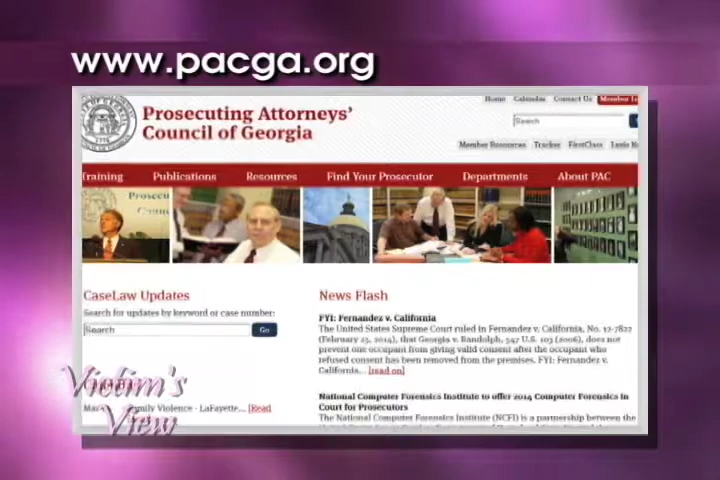 www.pacga.org
Prosecuting Attorneys'
Council of Georgia
Home Calendar Contact Us Member
Search
Member Resources Tracker FirstClass
Training Publications Resources Find Your Prosecutor Departments About PAC
CaseLaw Updates
Search for updates by keyword or case number:
Search Go
News Flash
FYI: Fernandez v. California
The United States Supreme Court ruled in Fernandez v. California, No. 12-7822
(February 25, 2014), that Georgia v. Randolph, 547 U.S. 103 (2006), does not
prevent one occupant from giving valid consent after the occupant who
refused consent has been removed from the premises. FYI: Fernandez v.
California... [read on]
National Computer Forensics Institute to offer 2014 Computer Forensics in
Court for Prosecutors
The National Computer Forensics Institute (NCFI) is a partnership between the
Family Violence - LaFayette... [Read
Victim's
View